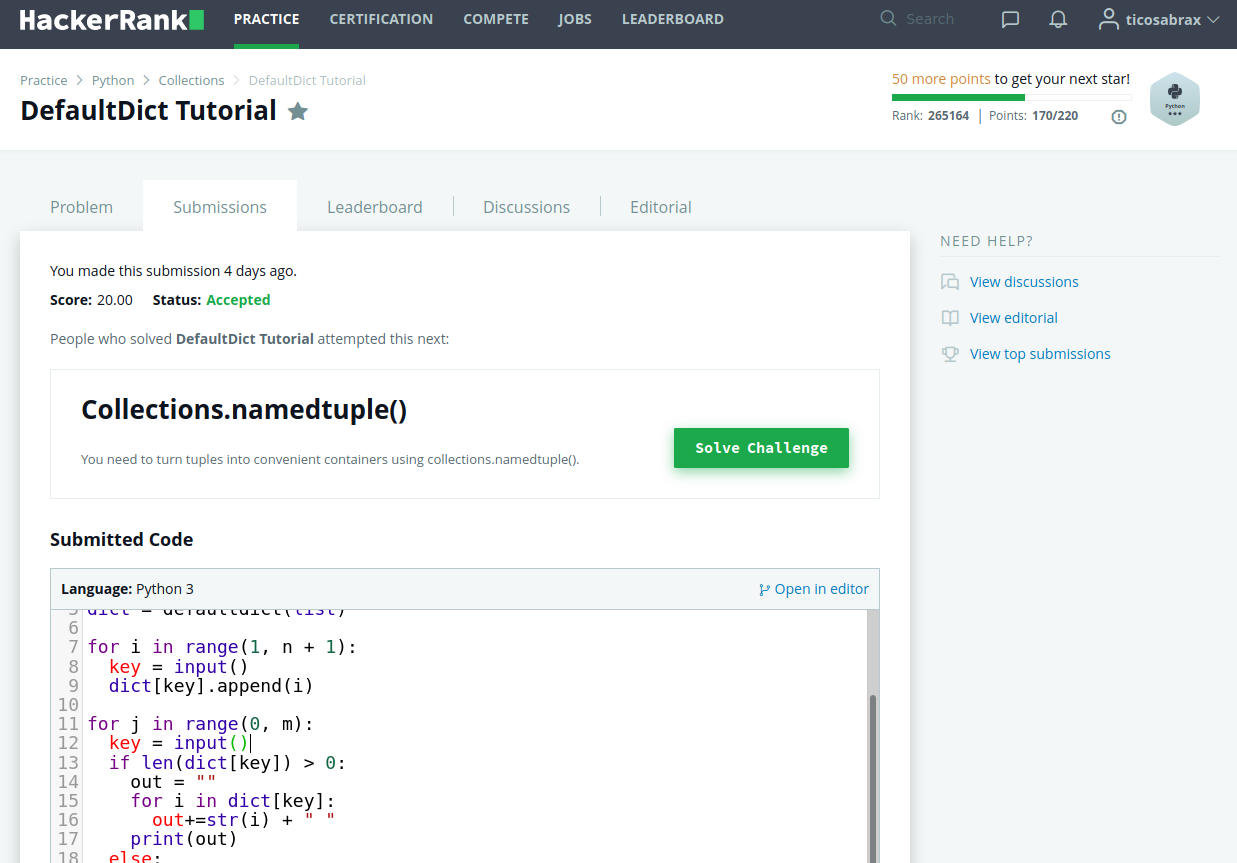 HackerRank PRACTICE CERTIFICATION COMPETE JOBS LEADERBOARD Search ticosabrax
Practice > Python > Collections > DefaultDict Tutorial
DefaultDict Tutorial
50 more points to get your next star!
Rank: 265164 | Points: 170/220
Python
Problem Submissions Leaderboard Discussions Editorial
You made this submission 4 days ago.
Score: 20.00 Status: Accepted
People who solved DefaultDict Tutorial attempted this next:
Collections.namedtuple()
You need to turn tuples into convenient containers using collections.namedtuple().
Solve Challenge
Submitted Code
Language: Python 3
Open in editor
5 dict = defaultdict(list)
6
7 for i in range(1, n + 1):
8   key = input()
9   dict[key].append(i)
10
11 for j in range(0, m):
12   key = input()
13   if len(dict[key]) > 0:
14     out = ""
15     for i in dict[key]:
16       out+=str(i) + " "
17     print(out)
18   else:
NEED HELP?
View discussions
View editorial
View top submissions